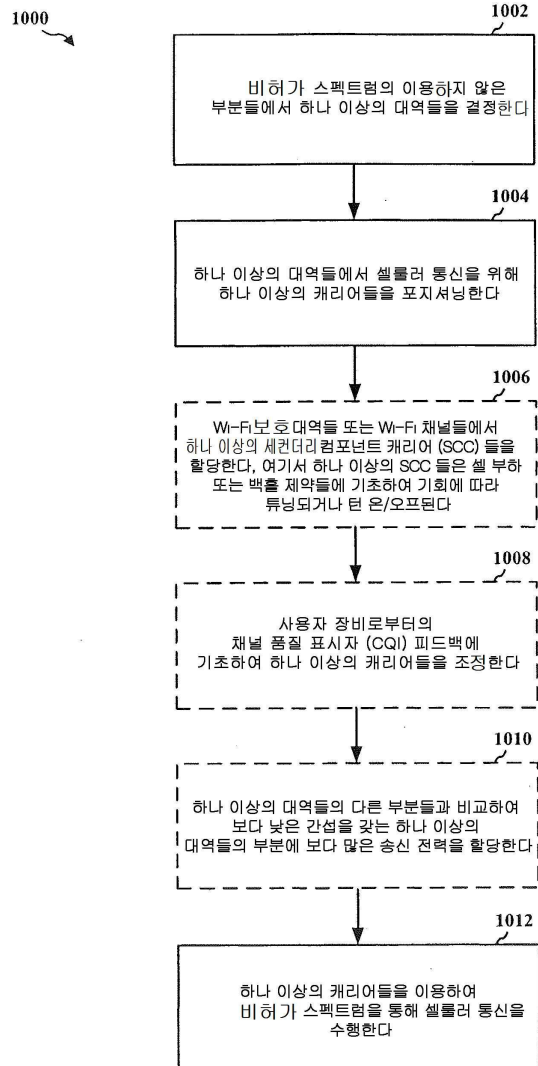 1000
1002
비허가 스펙트럼의 이용하지 않은
부분들에서 하나 이상의 대역들을 결정한다
1004
하나 이상의 대역들에서 셀룰러 통신을 위해
하나 이상의 캐리어들을 포지셔닝한다
1006
Wi-Fi보호대역들 또는 Wi-Fi 채널들에서
하나 이상의 세컨더리컴포넌트 캐리어 (SCC) 들을
할당한다, 여기서 하나 이상의 SCC 들은 셀 부하
또는 백홀 제약들에 기초하여 기회에 따라
튜닝되거나 턴 온/오프된다
1008
사용자 장비로부터의
채널 품질 표시자 (CQI) 피드백에
기초하여 하나 이상의 캐리어들을 조정한다
1010
하나 이상의 대역들의 다른 부분들과 비교하여
보다 낮은 간섭을 갖는 하나 이상의
대역들의 부분에 보다 많은 송신 전력을 할당한다
1012
하나 이상의 캐리어들을 이용하여
비허가 스펙트럼을 통해 셀룰러 통신을
수행한다